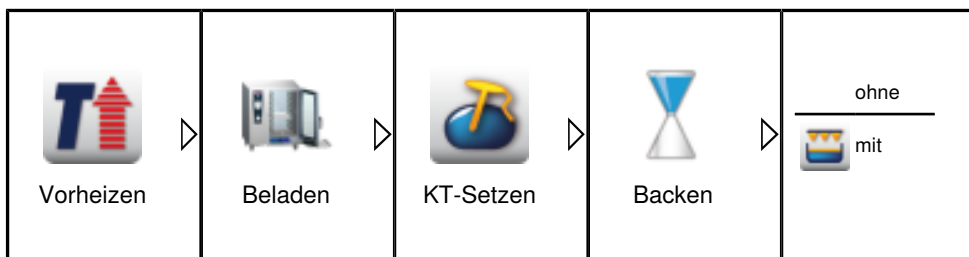 T
Vorheizen
Beladen
KT-Setzen
Backen
ohne
mit